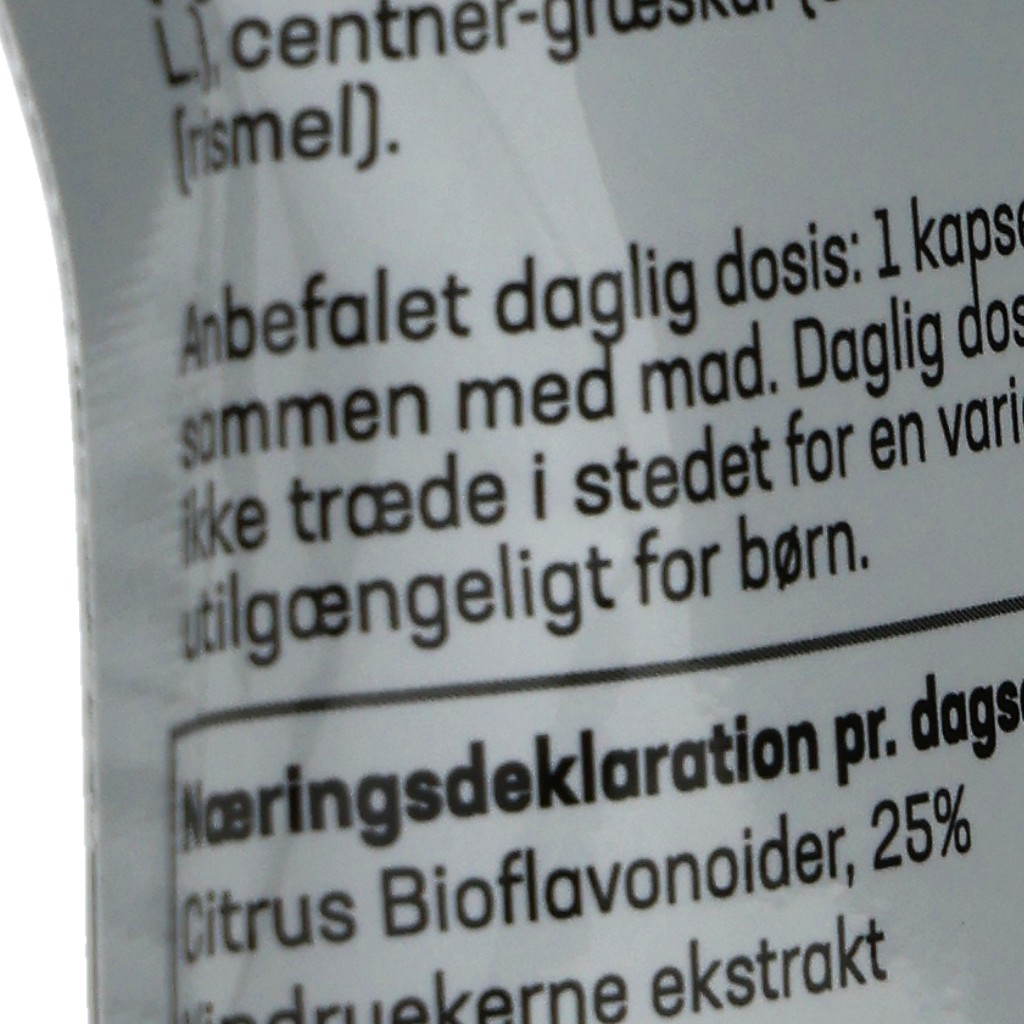 L.), centner-græskar
(rismel).
Anbefalet daglig dosis: 1
sammen med mad. Daglig
ikke træde i stedet for en
utilgængeligt for børn.
Næringsdeklaration pr.
Citrus Bioflavonoider, 25%
Vindruekerne ekstrakt